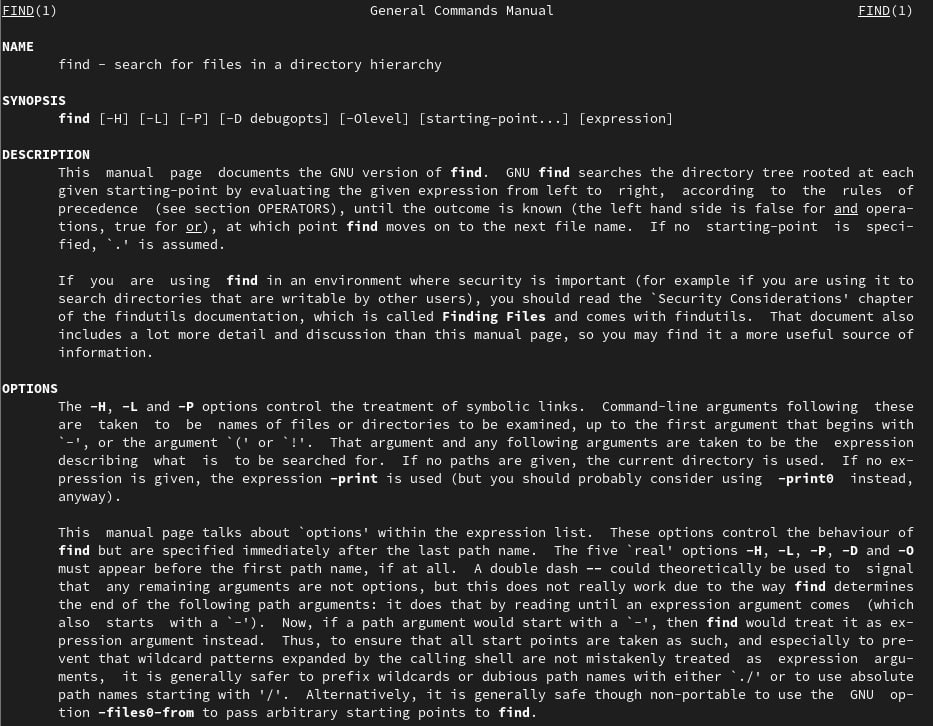 FIND(1) General Commands Manual FIND(1)
NAME
find - search for files in a directory hierarchy
SYNOPSIS
find [-H] [-L] [-P] [-D debugopts] [-Olevel] [starting-point...] [expression]
DESCRIPTION
This manual page documents the GNU version of find. GNU find searches the directory tree rooted at each
given starting-point by evaluating the given expression from left to right, according to the rules of
precedence (see section OPERATORS), until the outcome is known (the left hand side is false for and opera-
tions, true for or), at which point find moves on to the next file name. If no starting-point is speci-
fied, `.' is assumed.
If you are using find in an environment where security is important (for example if you are using it to
search directories that are writable by other users), you should read the `Security Considerations' chapter
of the findutils documentation, which is called Finding Files and comes with findutils. That document also
includes a lot more detail and discussion than this manual page, so you may find it a more useful source of
information.
OPTIONS
The -H, -L and -P options control the treatment of symbolic links. Command-line arguments following these
are taken to be names of files or directories to be examined, up to the first argument that begins with
`-', or the argument `(' or `!'. That argument and any following arguments are taken to be the expression
describing what is to be searched for. If no paths are given, the current directory is used. If no ex-
pression is given, the expression -print is used (but you should probably consider using -print0 instead,
anyway).
This manual page talks about `options' within the expression list. These options control the behaviour of
find but are specified immediately after the last path name. The five `real' options -H, -L, -P, -D and -O
must appear before the first path name, if at all. A double dash -- could theoretically be used to signal
that any remaining arguments are not options, but this does not really work due to the way find determines
the end of the following path arguments: it does that by reading until an expression argument comes (which
also starts with a `-'). Now, if a path argument would start with a `-', then find would treat it as ex-
pression argument instead. Thus, to ensure that all start points are taken as such, and especially to pre-
vent that wildcard patterns expanded by the calling shell are not mistakenly treated as expression argu-
ments, it is generally safer to prefix wildcards or dubious path names with either `./' or to use absolute
path names starting with '/'. Alternatively, it is generally safe though non-portable to use the GNU op-
tion -files0-from to pass arbitrary starting points to find.